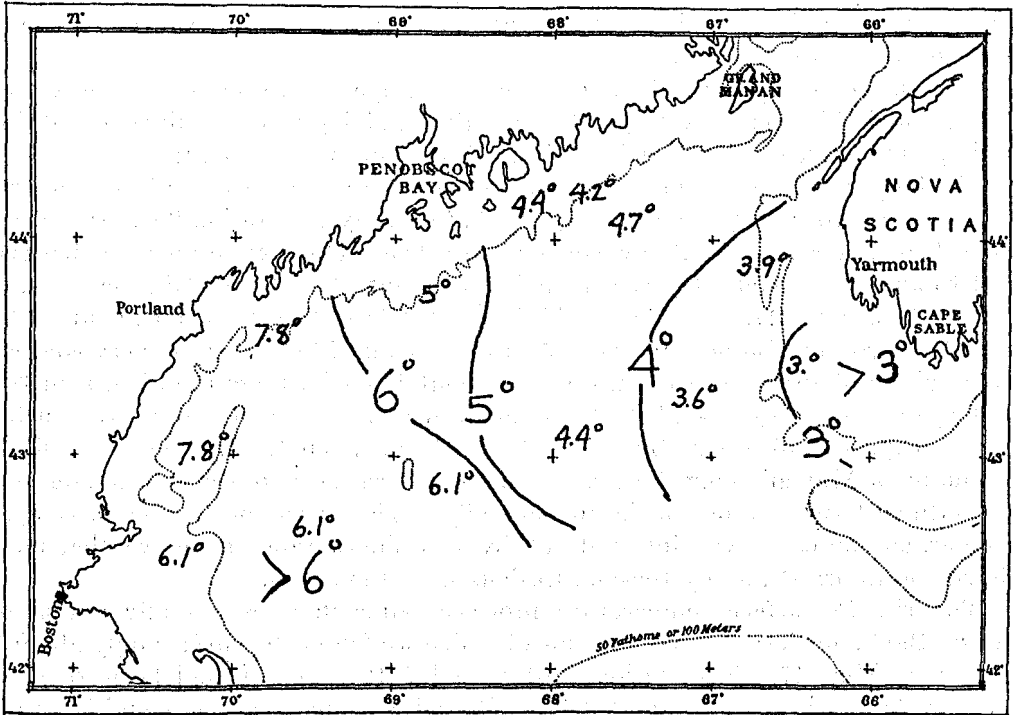 71° 70° 69° 68° 67° 66°
GRAND
MANAN
PENOBSCOT
BAY
NOVA
SCOTIA
4.4° 4.2°
4.7°
44° 44°
3.9°
Yarmouth
5°
Portland
CAPE
SABLE
7.8°
4°
3.° > 3°
6° 5°
3.6°
7.8°
4.4°
3°
43° 43°
6.1°
6.1°
6.1°
> 6°
Boston
50 Fathoms or 100 Meters
42° 42°
71° 70° 69° 68° 67° 66°